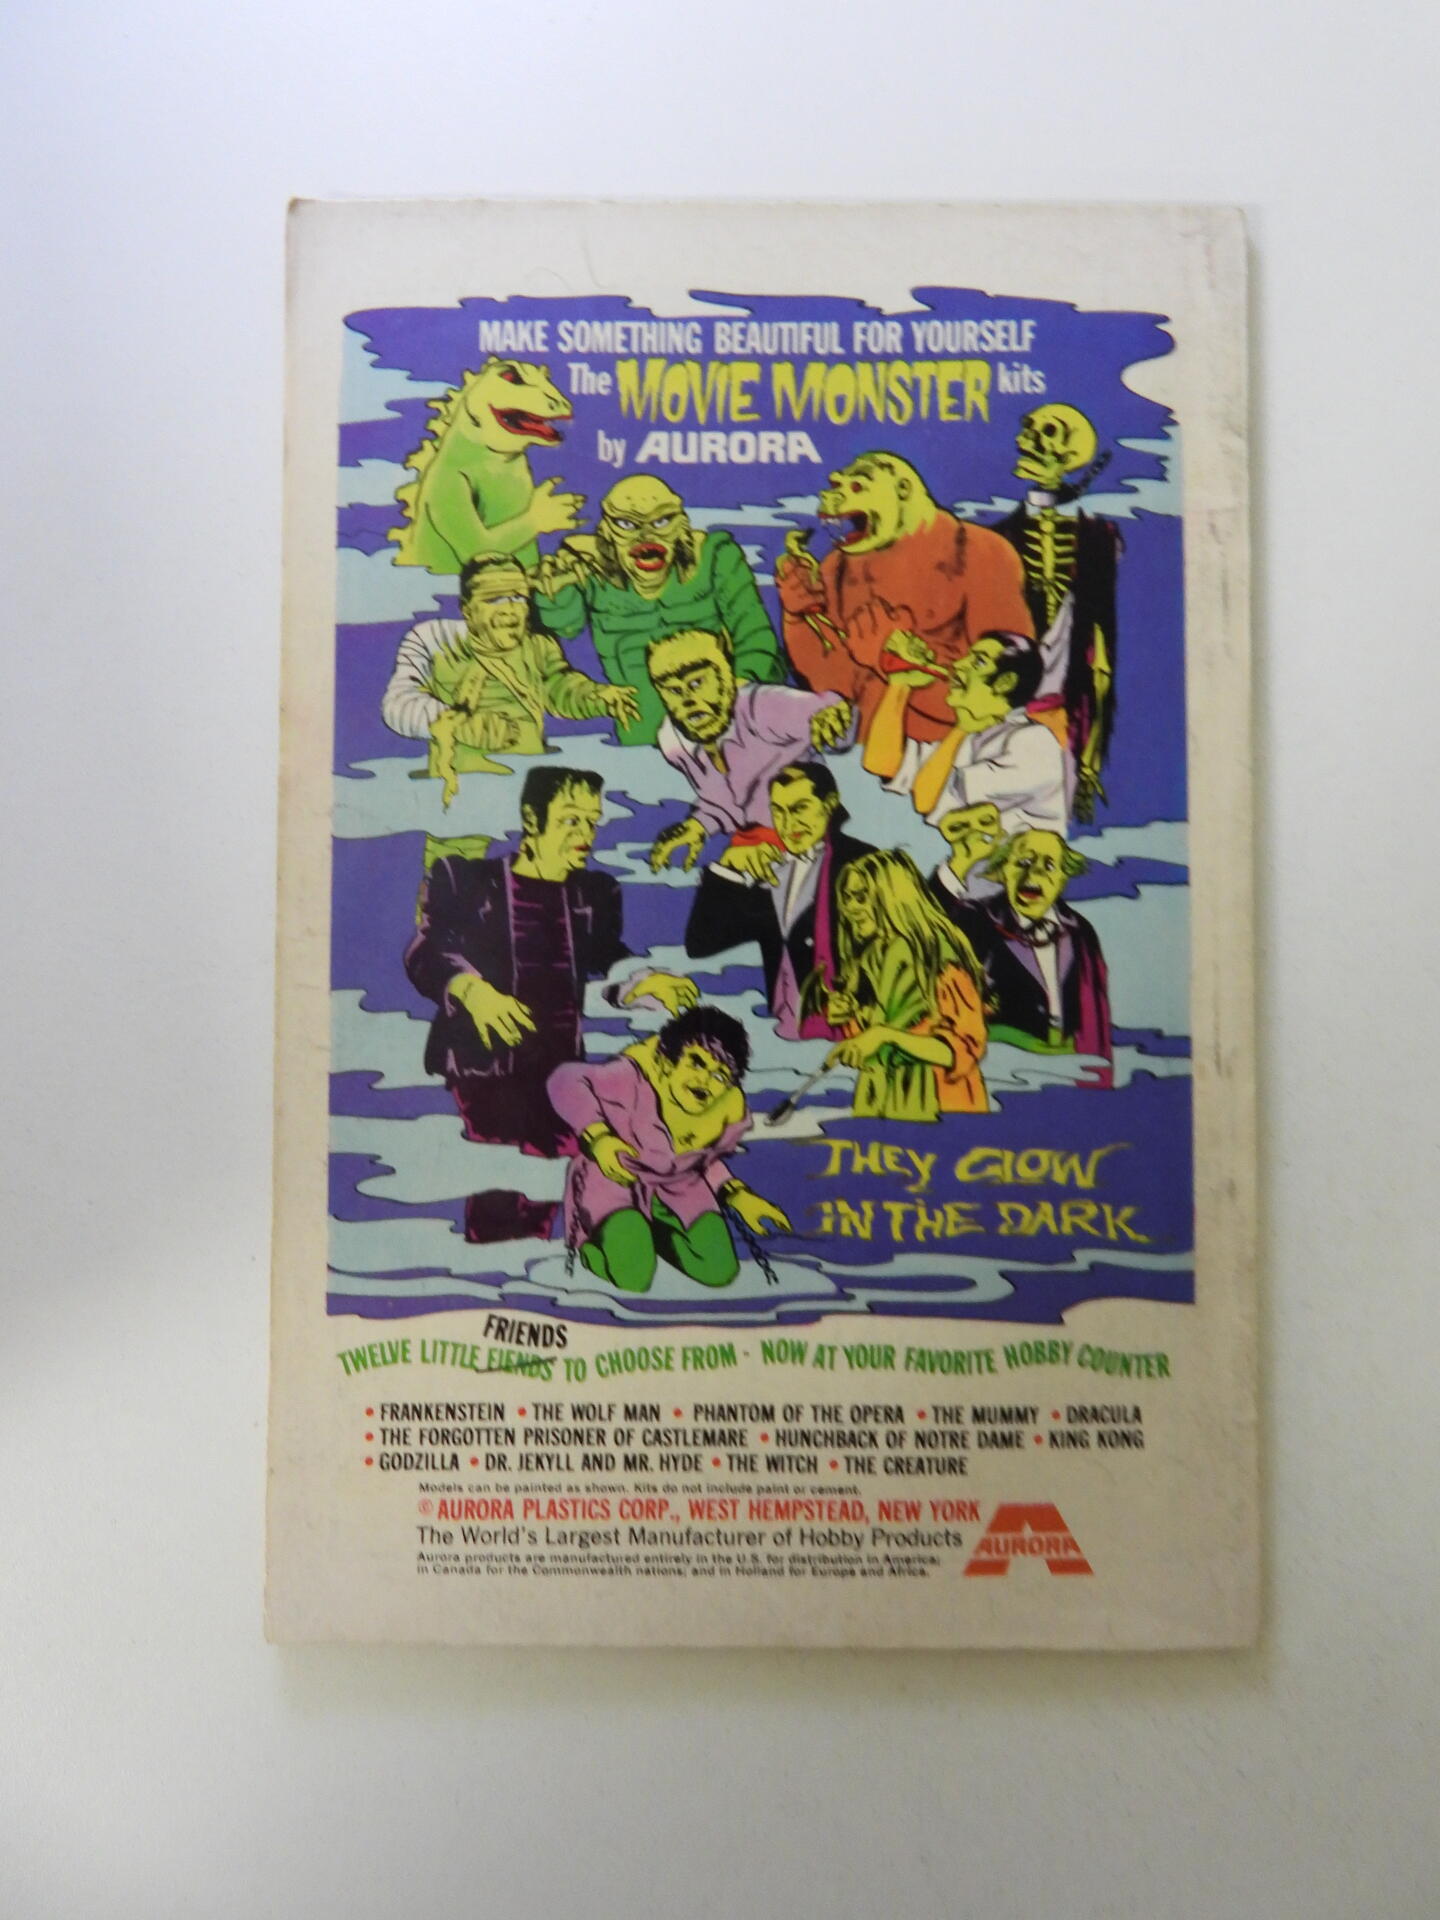 MAKE SOMETHING BEAUTIFUL FOR YOURSELF
The MOVIE MONSTER kits
by AURORA
THEY GLOW
IN THE DARK
FRIENDS
TWELVE LITTLE FIENDS TO CHOOSE FROM - NOW AT YOUR FAVORITE HOBBY COUNTER
• FRANKENSTEIN • THE WOLF MAN • PHANTOM OF THE OPERA • THE MUMMY • DRACULA
• THE FORGOTTEN PRISONER OF CASTLEMARE • HUNCHBACK OF NOTRE DAME • KING KONG
• GODZILLA • DR. JEKYLL AND MR. HYDE • THE WITCH • THE CREATURE
Models can be painted as shown. Kits do not include paint or cement.
© AURORA PLASTICS CORP., WEST HEMPSTEAD, NEW YORK
The World's Largest Manufacturer of Hobby Products
AURORA
Aurora products are manufactured entirely in the U.S. for distribution in America;
in Canada for the Commonwealth nations; and in Holland for Europe and Africa.